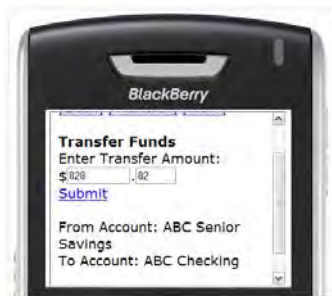 BlackBerry
Transfer Funds
Enter Transfer Amount:
$828.82
Submit
From Account: ABC Senior
Savings
To Account: ABC Checking